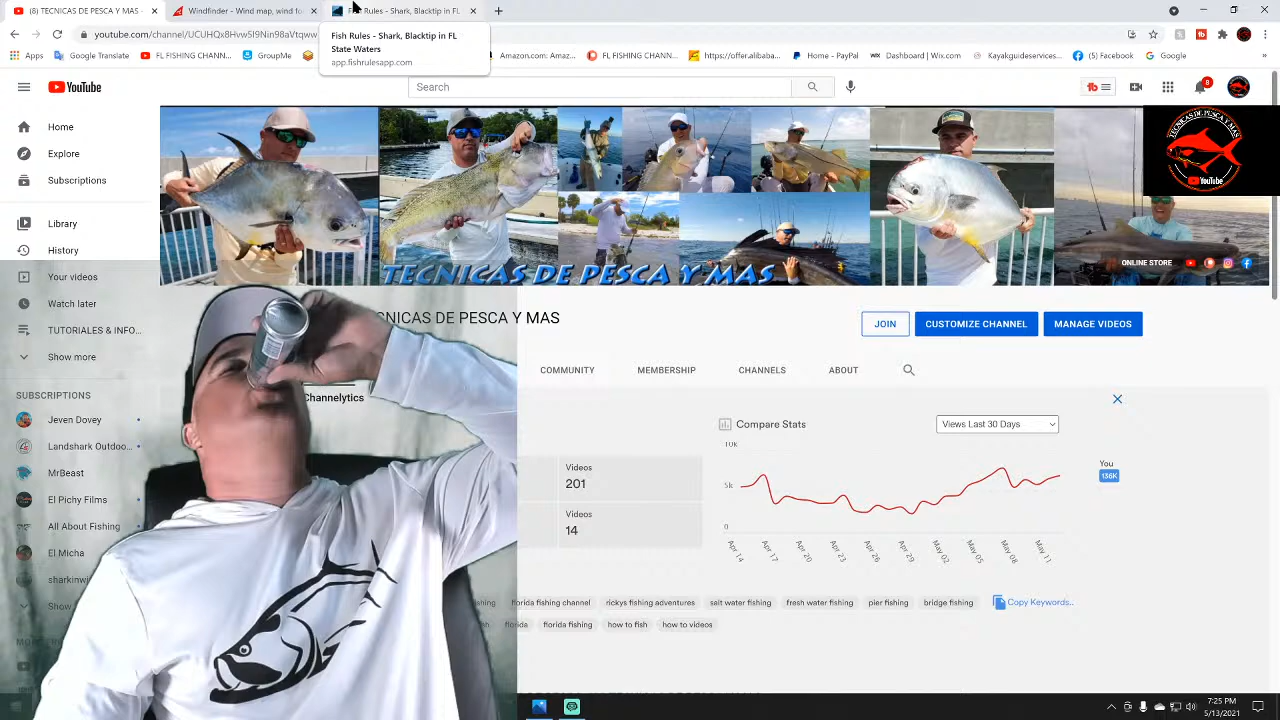 (8) TECNICAS DE PESCA Y MAS -
Windfinder - Wind map, wind fo
Fish Rules - Shark, Blacktip in FL
Fish Rules - Shark, Blacktip in FL
State Waters
app.fishrulesapp.com
youtube.com/channel/UCUHQx8Hvw5I9Nin98aVtqww
Apps
Google Translate
FL FISHING CHANN...
GroupMe
Amazon.com: Amaz...
FL FISHING CHANN...
https://offer.alibaba...
Home - PayPal
Dashboard | Wix.com
Kayakguideservices...
(5) Facebook
Google
YouTube
Search
8
Home
Explore
Subscriptions
Library
History
Your videos
Watch later
TUTORIALES & INFO...
Show more
SUBSCRIPTIONS
Jeven Dovey
Landshark Outdoo...
MrBeast
El Pichy Films
All About Fishing
El Micha
sharknwi
Show
TECNICAS DE PESCA Y MAS
YouTube
TECNICAS DE PESCA Y MAS
ONLINE STORE
CNICAS DE PESCA Y MAS
JOIN
CUSTOMIZE CHANNEL
MANAGE VIDEOS
COMMUNITY
MEMBERSHIP
CHANNELS
ABOUT
Channelytics
Videos
201
Videos
14
Compare Stats
Views Last 30 Days
10k
5k
0
You
136K
Apr 14
Apr 17
Apr 20
Apr 23
Apr 26
Apr 29
May 02
May 05
May 08
May 11
shing
florida fishing channel
rickys fishing adventures
salt water fishing
fresh water fishing
pier fishing
bridge fishing
Copy Keywords..
florida
florida fishing
how to fish
how to videos
7:25 PM
5/13/2021